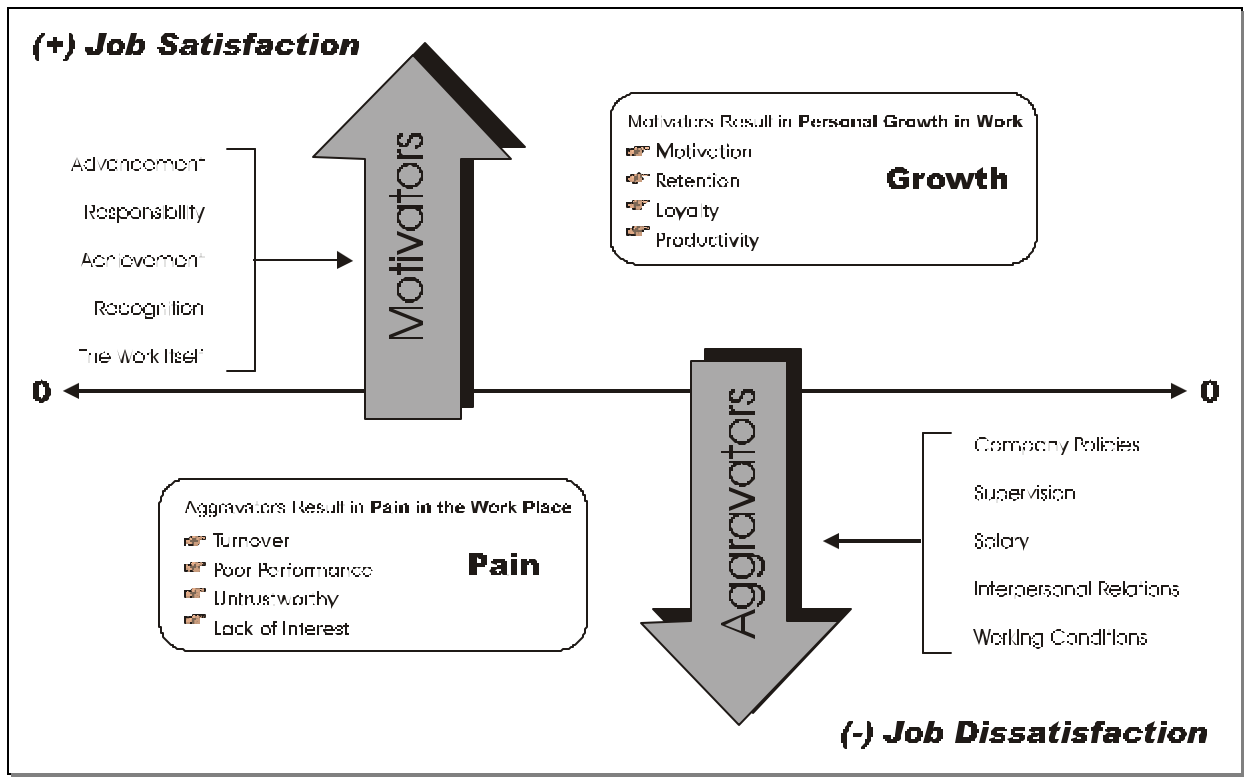 (+) Job Satisfaction
Advancement
Responsibility
Achievement
Recognition
The Work Itself
Motivators
Motivators Result in Personal Growth in Work
Motivation
Retention
Loyalty
Productivity
Growth
0
0
Aggravators Result in Pain in the Work Place
Turnover
Poor Performance
Untrustworthy
Lack of Interest
Pain
Aggravators
Company Policies
Supervision
Salary
Interpersonal Relations
Working Conditions
(-) Job Dissatisfaction